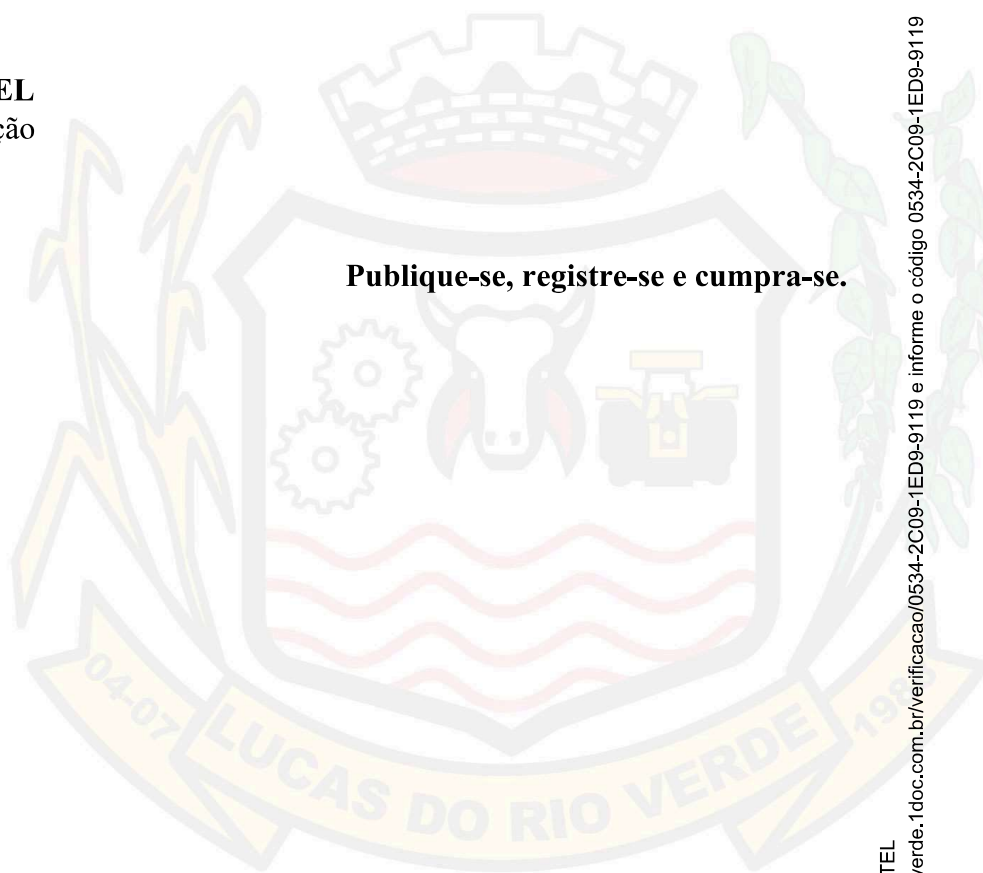 EL
ção
Publique-se, registre-se e cumpra-se.
04-07
LUCAS DO RIO VERDE
198
TEL
verde.1doc.com.br/verificacao/0534-2C09-1ED9-9119 e informe o código 0534-2C09-1ED9-9119